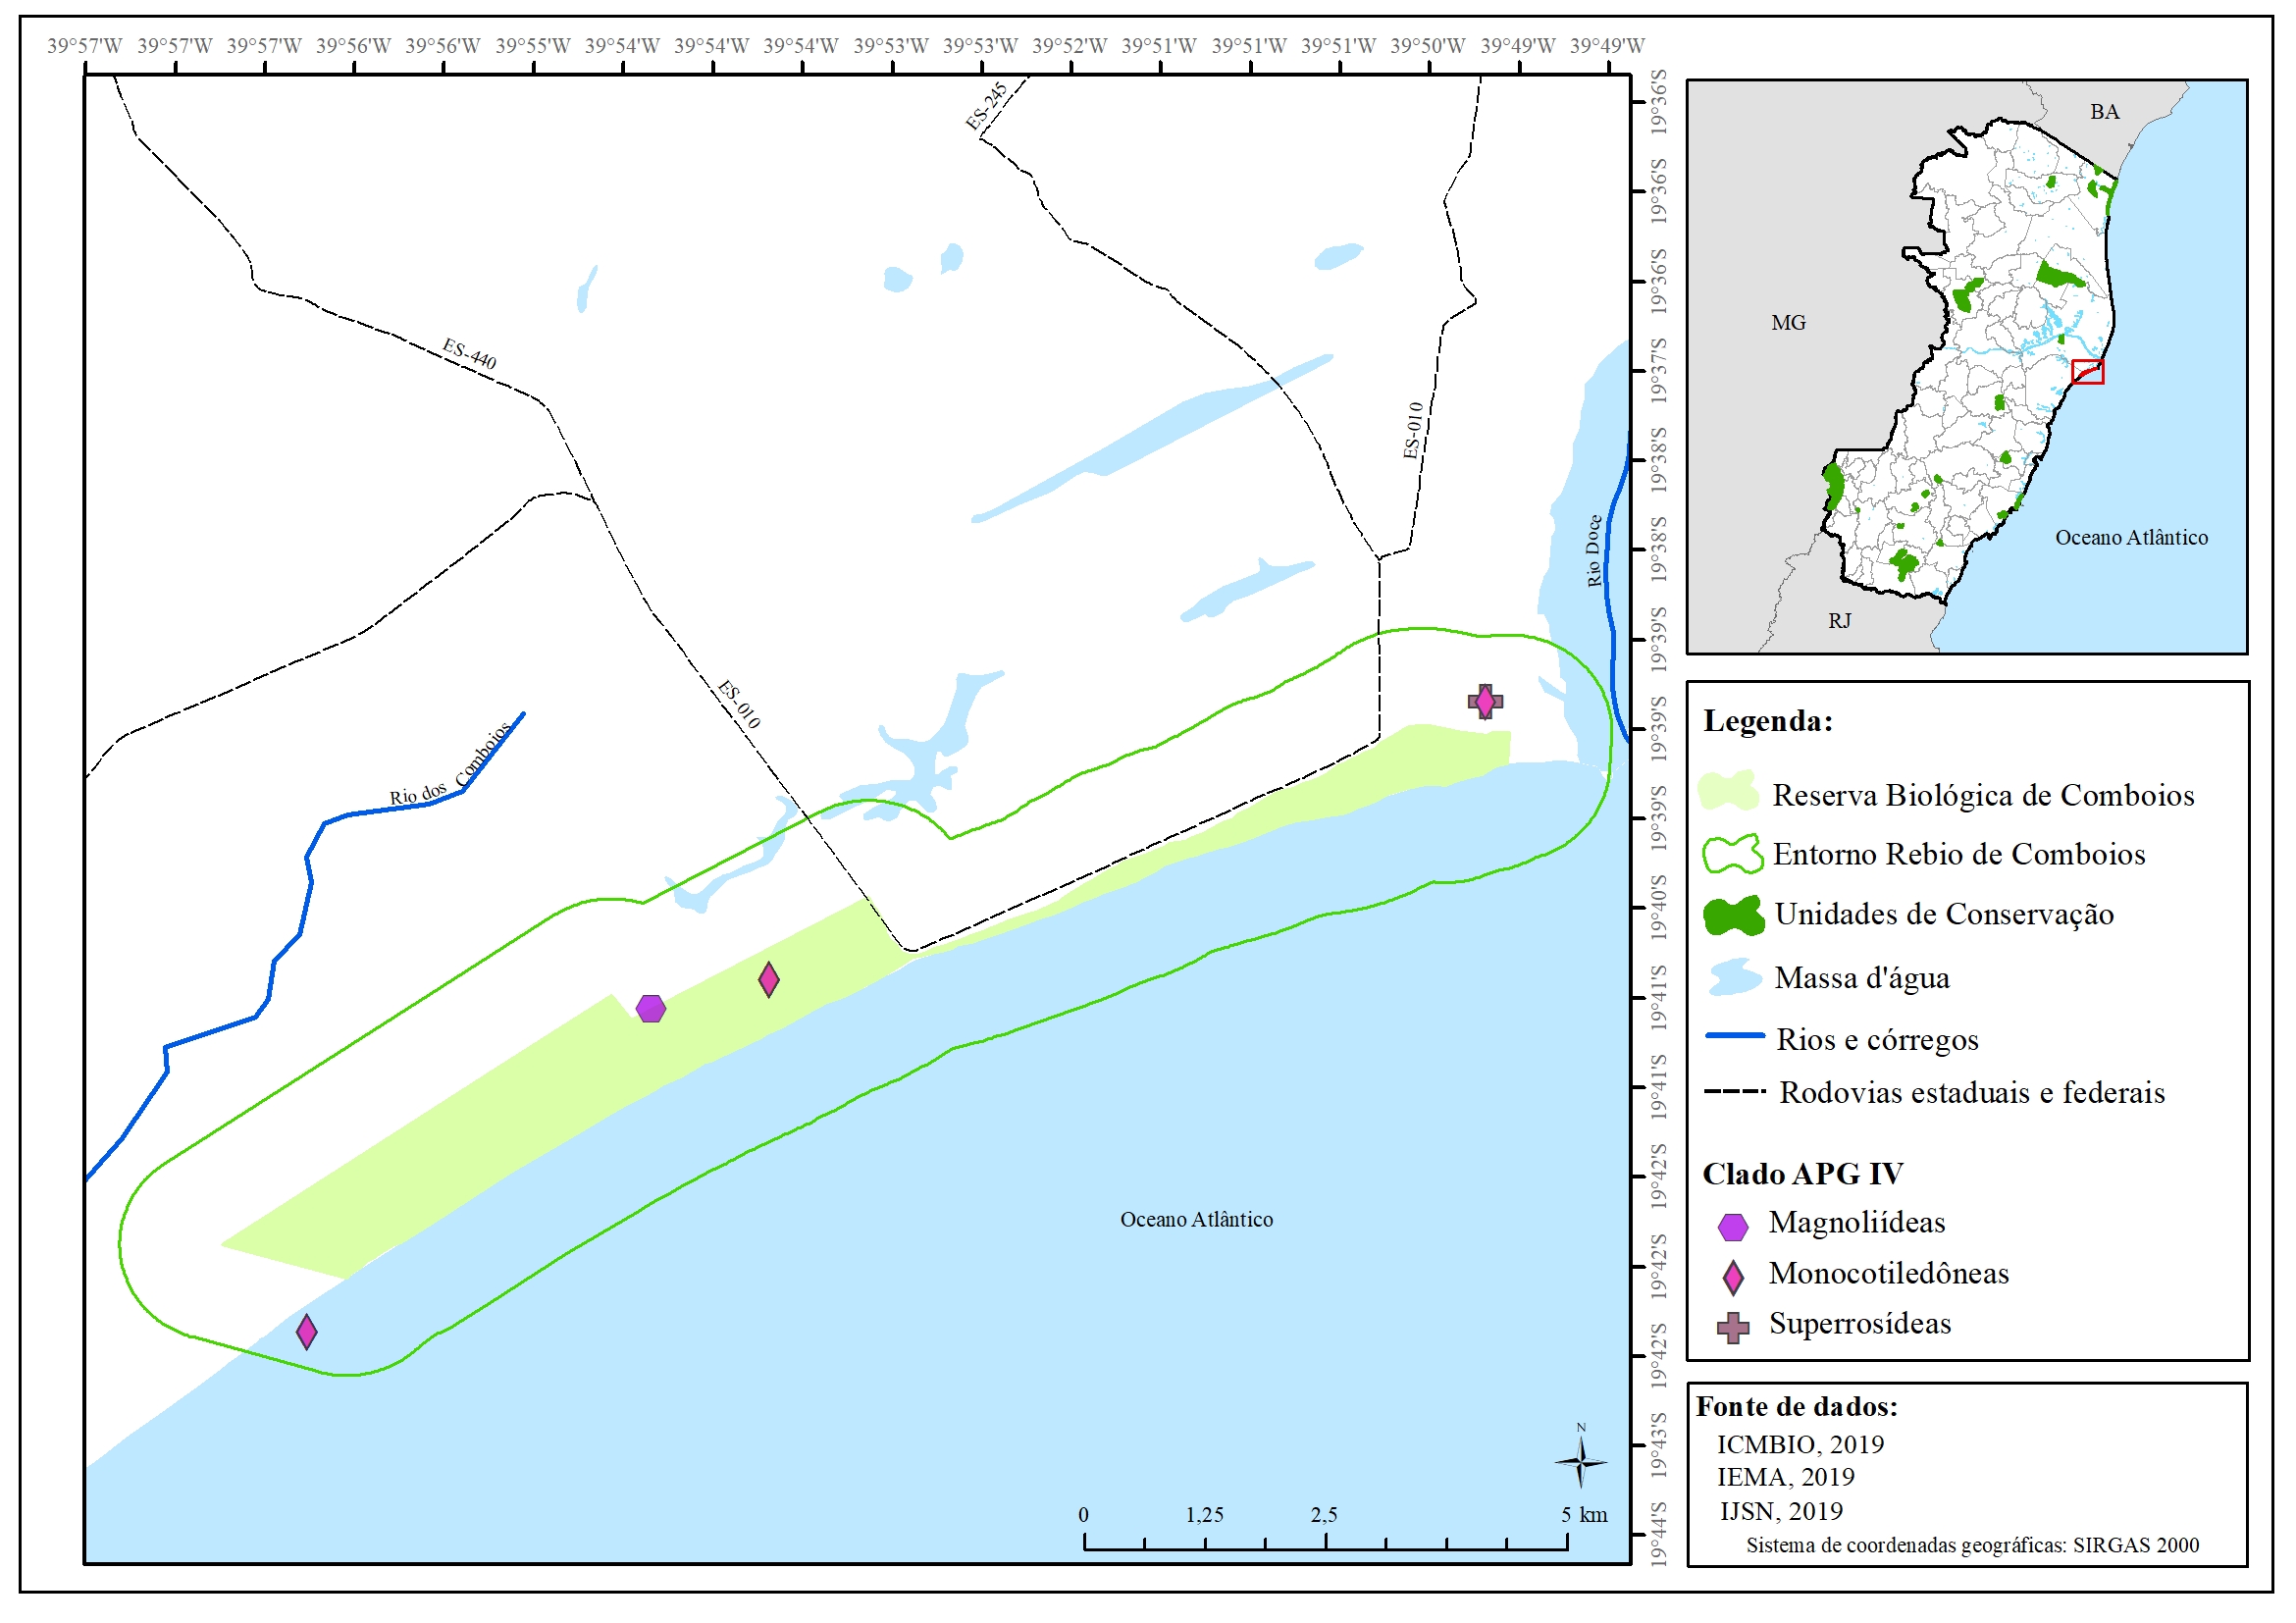 39°57'W 39°57'W 39°57'W 39°56'W 39°56'W 39°55'W 39°54'W 39°54'W 39°54'W 39°53'W 39°53'W 39°52'W 39°51'W 39°51'W 39°51'W 39°50'W 39°49'W 39°49'W
19°36'S
19°36'S
19°36'S
19°37'S
19°38'S
19°38'S
19°39'S
19°39'S
19°39'S
19°40'S
19°41'S
19°41'S
19°42'S
19°42'S
19°42'S
19°43'S
19°44'S
ES-245
ES-440
ES-010
ES-010
Rio Doce
Rio dos Comboios
Oceano Atlântico
N
0 1,25 2,5 5 km
BA
MG
Oceano Atlântico
RJ
Legenda:
Reserva Biológica de Comboios
Entorno Rebio de Comboios
Unidades de Conservação
Massa d'água
Rios e córregos
Rodovias estaduais e federais
Clado APG IV
Magnoliídeas
Monocotiledôneas
Superrosídeas
Fonte de dados:
ICMBIO, 2019
IEMA, 2019
IJSN, 2019
Sistema de coordenadas geográficas: SIRGAS 2000